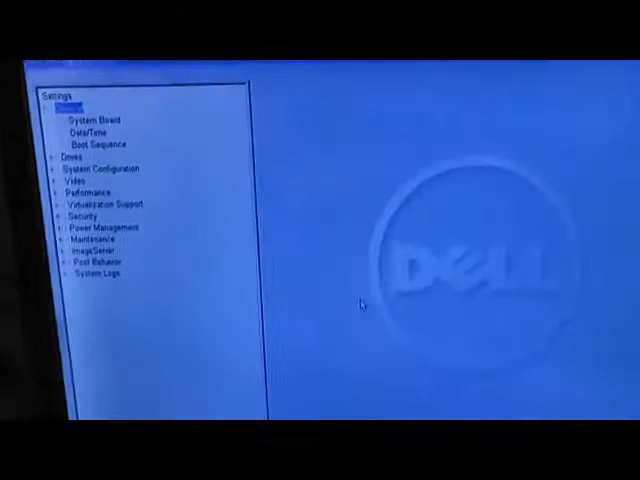 Settings
General
System Board
Date/Time
Boot Sequence
Drives
System Configuration
Video
Performance
Virtualization Support
Security
Power Management
Maintenance
ImageServer
Post Behavior
System Logs
DELL